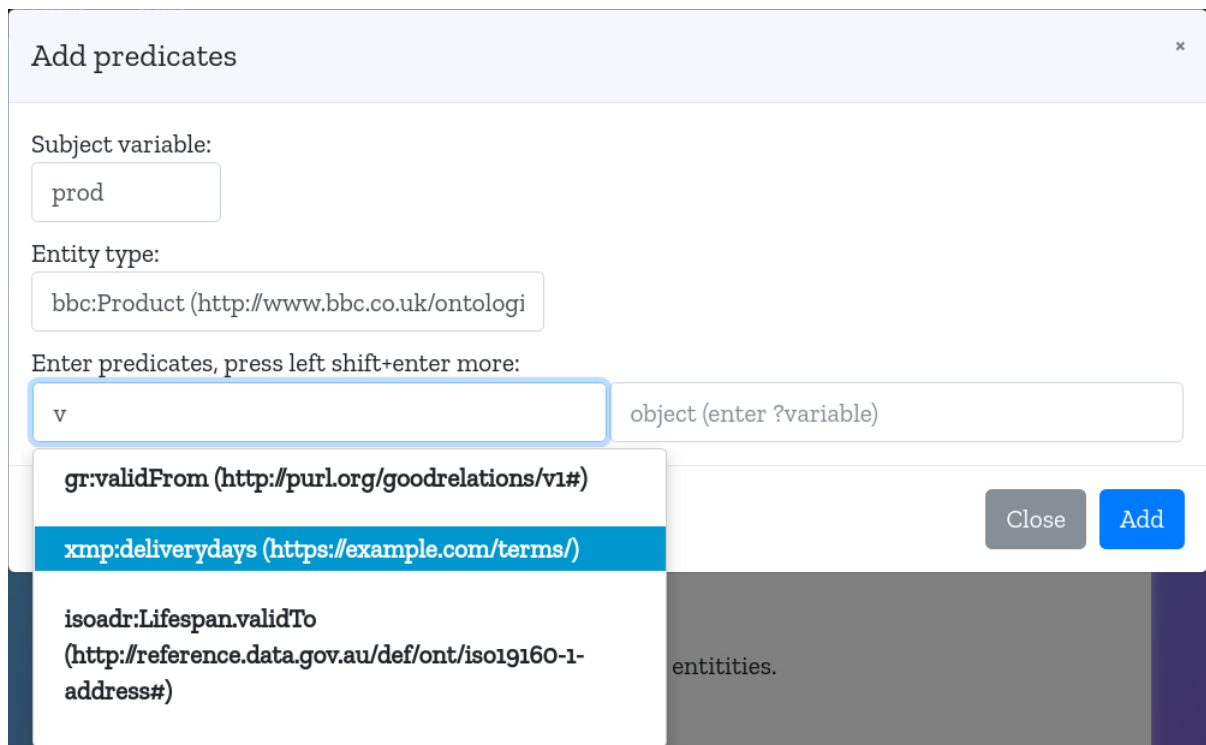 Add predicates
×
Subject variable:
prod
Entity type:
bbc:Product (http://www.bbc.co.uk/ontologi
Enter predicates, press left shift+enter more:
v
object (enter ?variable)
gr:validFrom (http://purl.org/goodrelations/v1#)
Close
Add
xmp:deliverydays (https://example.com/terms/)
isoadr:Lifespan.validTo
(http://reference.data.gov.au/def/ont/iso19160-1-
address#)
entitities.